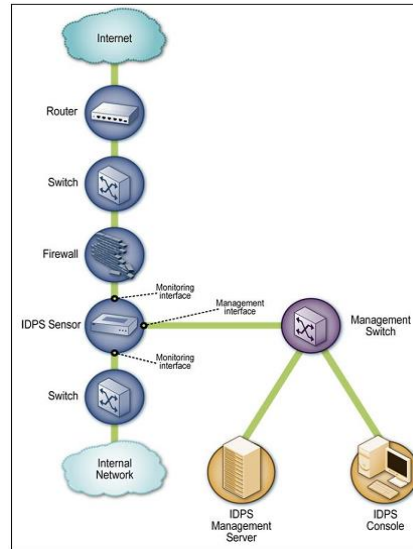 Internet
Router
Switch
Firewall
Monitoring
interface
Management
interface
IDPS Sensor
Management
Switch
Monitoring
interface
Switch
Internal
Network
IDPS
Management
Server
IDPS
Console